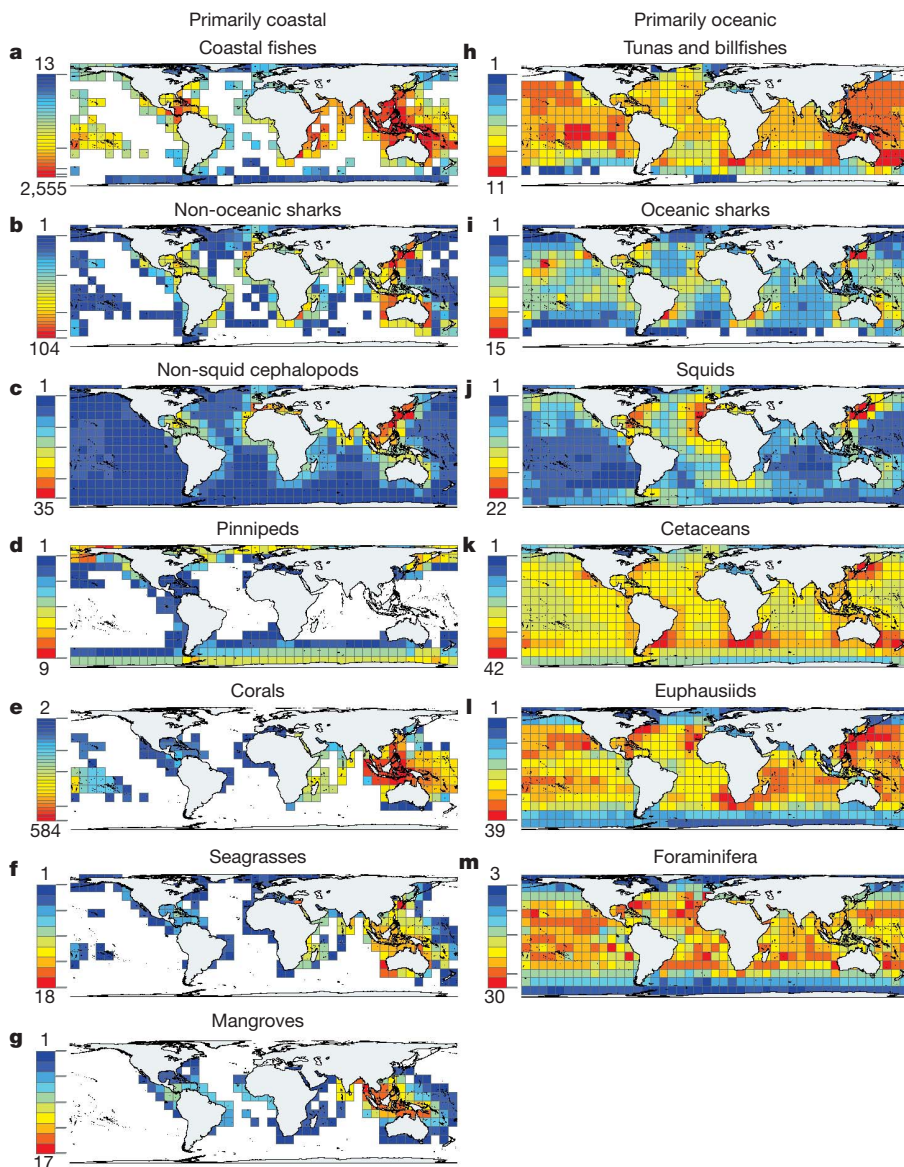 Primarily coastal
Primarily oceanic
a
Coastal fishes
13
2,555
h
Tunas and billfishes
1
11
b
Non-oceanic sharks
1
104
i
Oceanic sharks
1
15
c
Non-squid cephalopods
1
35
j
Squids
1
22
d
Pinnipeds
1
9
k
Cetaceans
1
42
e
Corals
2
584
l
Euphausiids
1
39
f
Seagrasses
1
18
m
Foraminifera
3
30
g
Mangroves
1
17